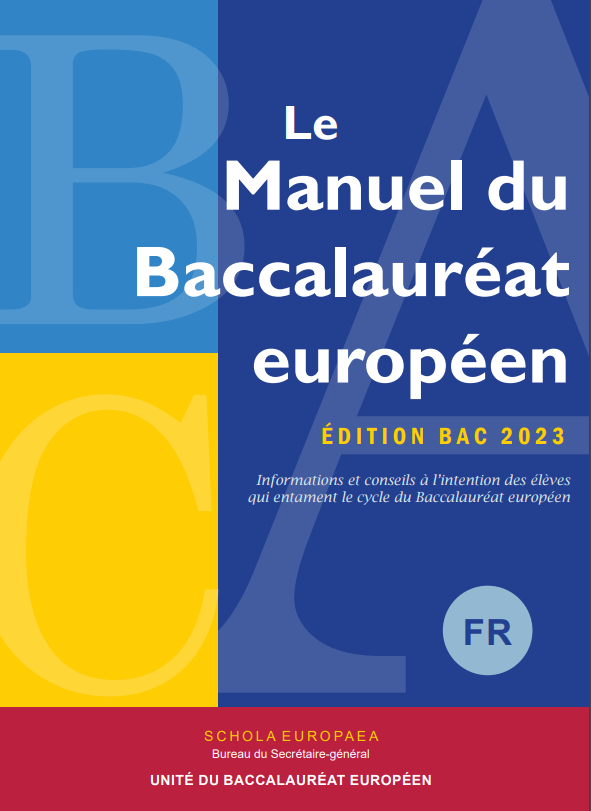 Le
Manuel du
Baccalauréat
européen
ÉDITION BAC 2023
Informations et conseils à l'intention des élèves
qui entament le cycle du Baccalauréat européen
FR
SCHOLA EUROPAEA
Bureau du Secrétaire-général
UNITÉ DU BACCALAURÉAT EUROPÉEN
BAC